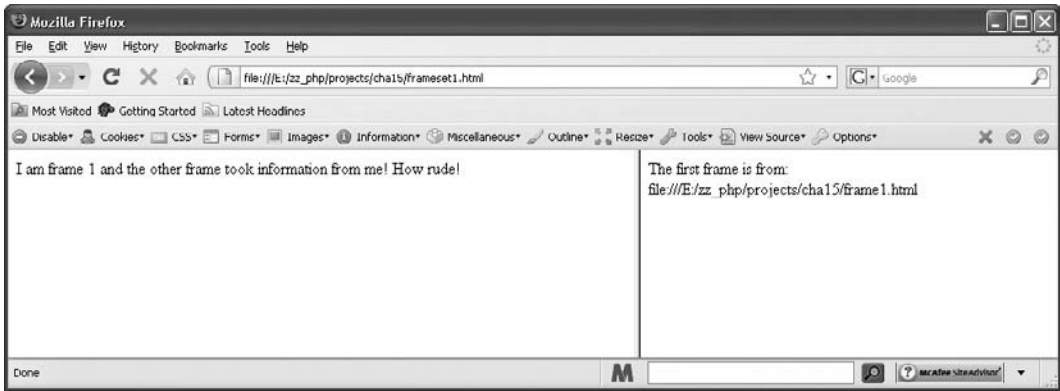 Mozilla Firefox
File Edit View History Bookmarks Tools Help
file:///E:/zz_php/projects/cha15/frameset1.html Google
Most Visited Getting Started Latest Headlines
Disable Cookies CSS Forms Images Information Miscellaneous Outline Resize Tools View Source Options
I am frame 1 and the other frame took information from me! How rude!
The first frame is from:
file:///E:/zz_php/projects/cha15/frame1.html
Done M McAfee SiteAdvisor